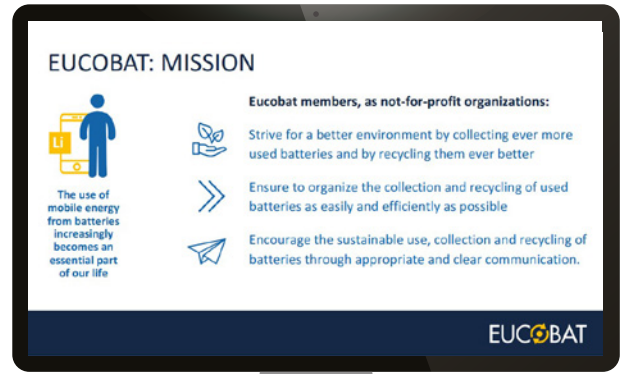 EUCOBAT: MISSION
Li
The use of
mobile energy
from batteries
increasingly
becomes an
essential part
of our life
Eucobat members, as not-for-profit organizations:
Strive for a better environment by collecting ever more
used batteries and by recycling them ever better
Ensure to organize the collection and recycling of used
batteries as easily and efficiently as possible
Encourage the sustainable use, collection and recycling of
batteries through appropriate and clear communication.
EUCOBAT